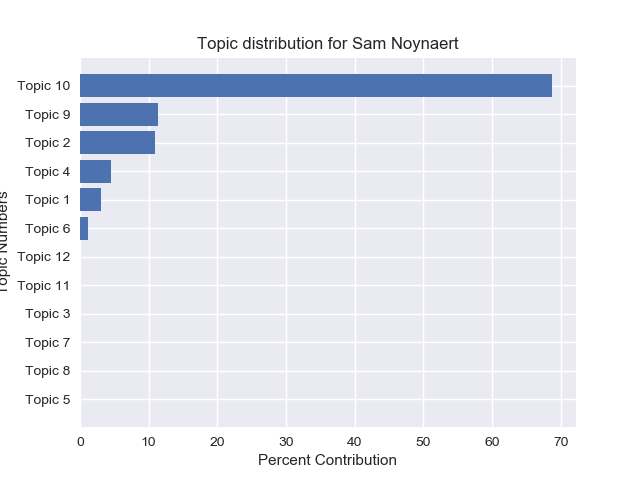 Topic distribution for Sam Noynaert
Topic 10
Topic 9
Topic 2
Topic 4
Topic 1
Topic 6
Topic 12
Topic 11
Topic 3
Topic 7
Topic 8
Topic 5
Topic Numbers
0 10 20 30 40 50 60 70
Percent Contribution